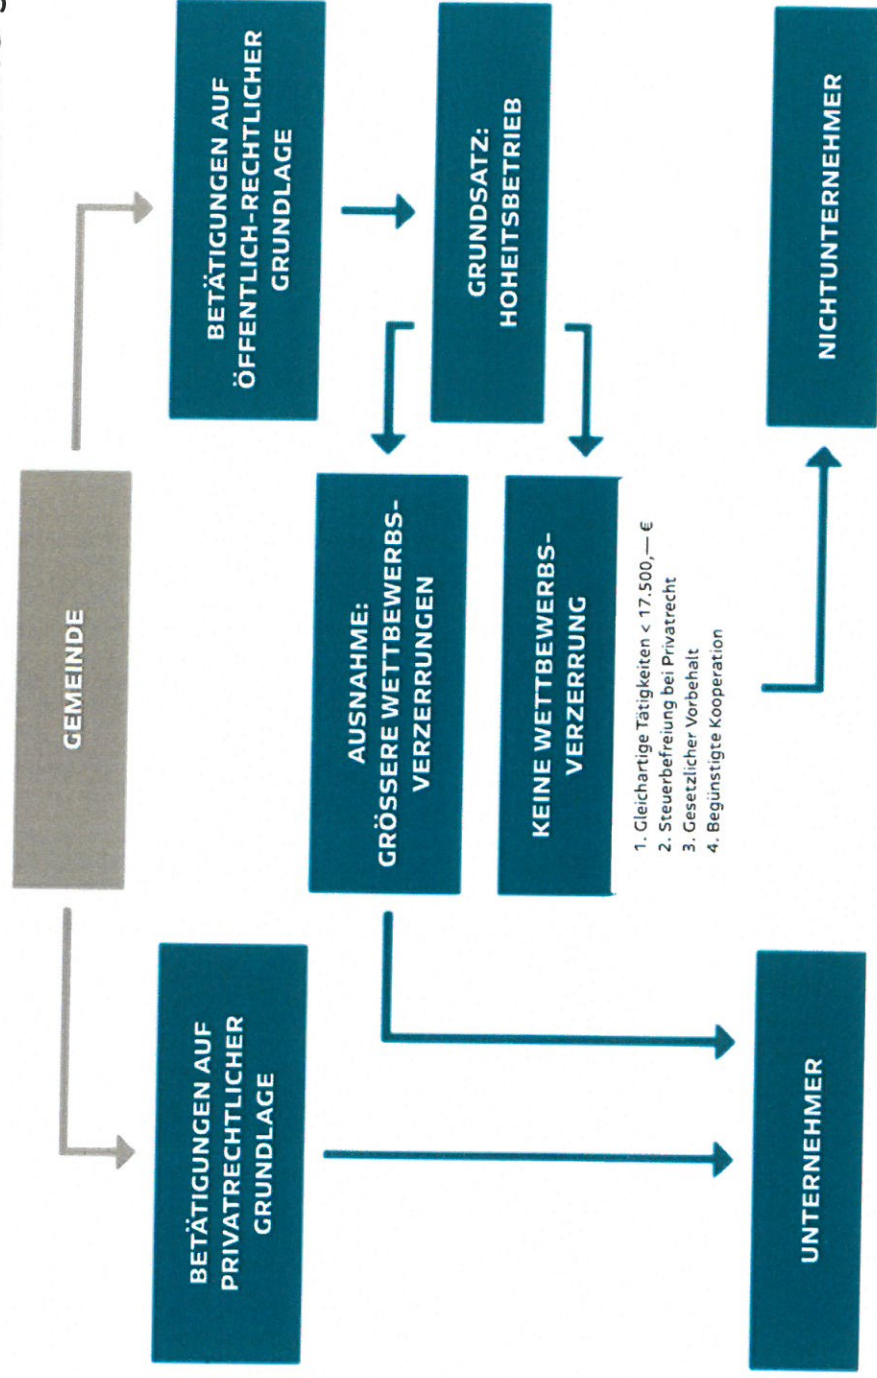 GEMEINDE
BETÄTIGUNGEN AUF
PRIVATRECHTLICHER
GRUNDLAGE
BETÄTIGUNGEN AUF
ÖFFENTLICH-RECHTLICHER
GRUNDLAGE
AUSNAHME:
GRÖSSERE WETTBEWERBS-
VERZERRUNGEN
GRUNDSATZ:
HOHEITSBETRIEB
KEINE WETTBEWERBS-
VERZERRUNG
1. Gleichartige Tätigkeiten < 17.500,— €
2. Steuerbefreiung bei Privatrecht
3. Gesetzlicher Vorbehalt
4. Begünstigte Kooperation
UNTERNEHMER
NICHTUNTERNEHMER